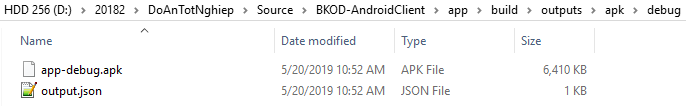 HDD 256 (D:) > 20182 > DoAnTotNghiep > Source > BKOD-AndroidClient > app > build > outputs > apk > debug
Name Date modified Type Size
app-debug.apk 5/20/2019 10:52 AM APK File 6,410 KB
output.json 5/20/2019 10:52 AM JSON File 1 KB